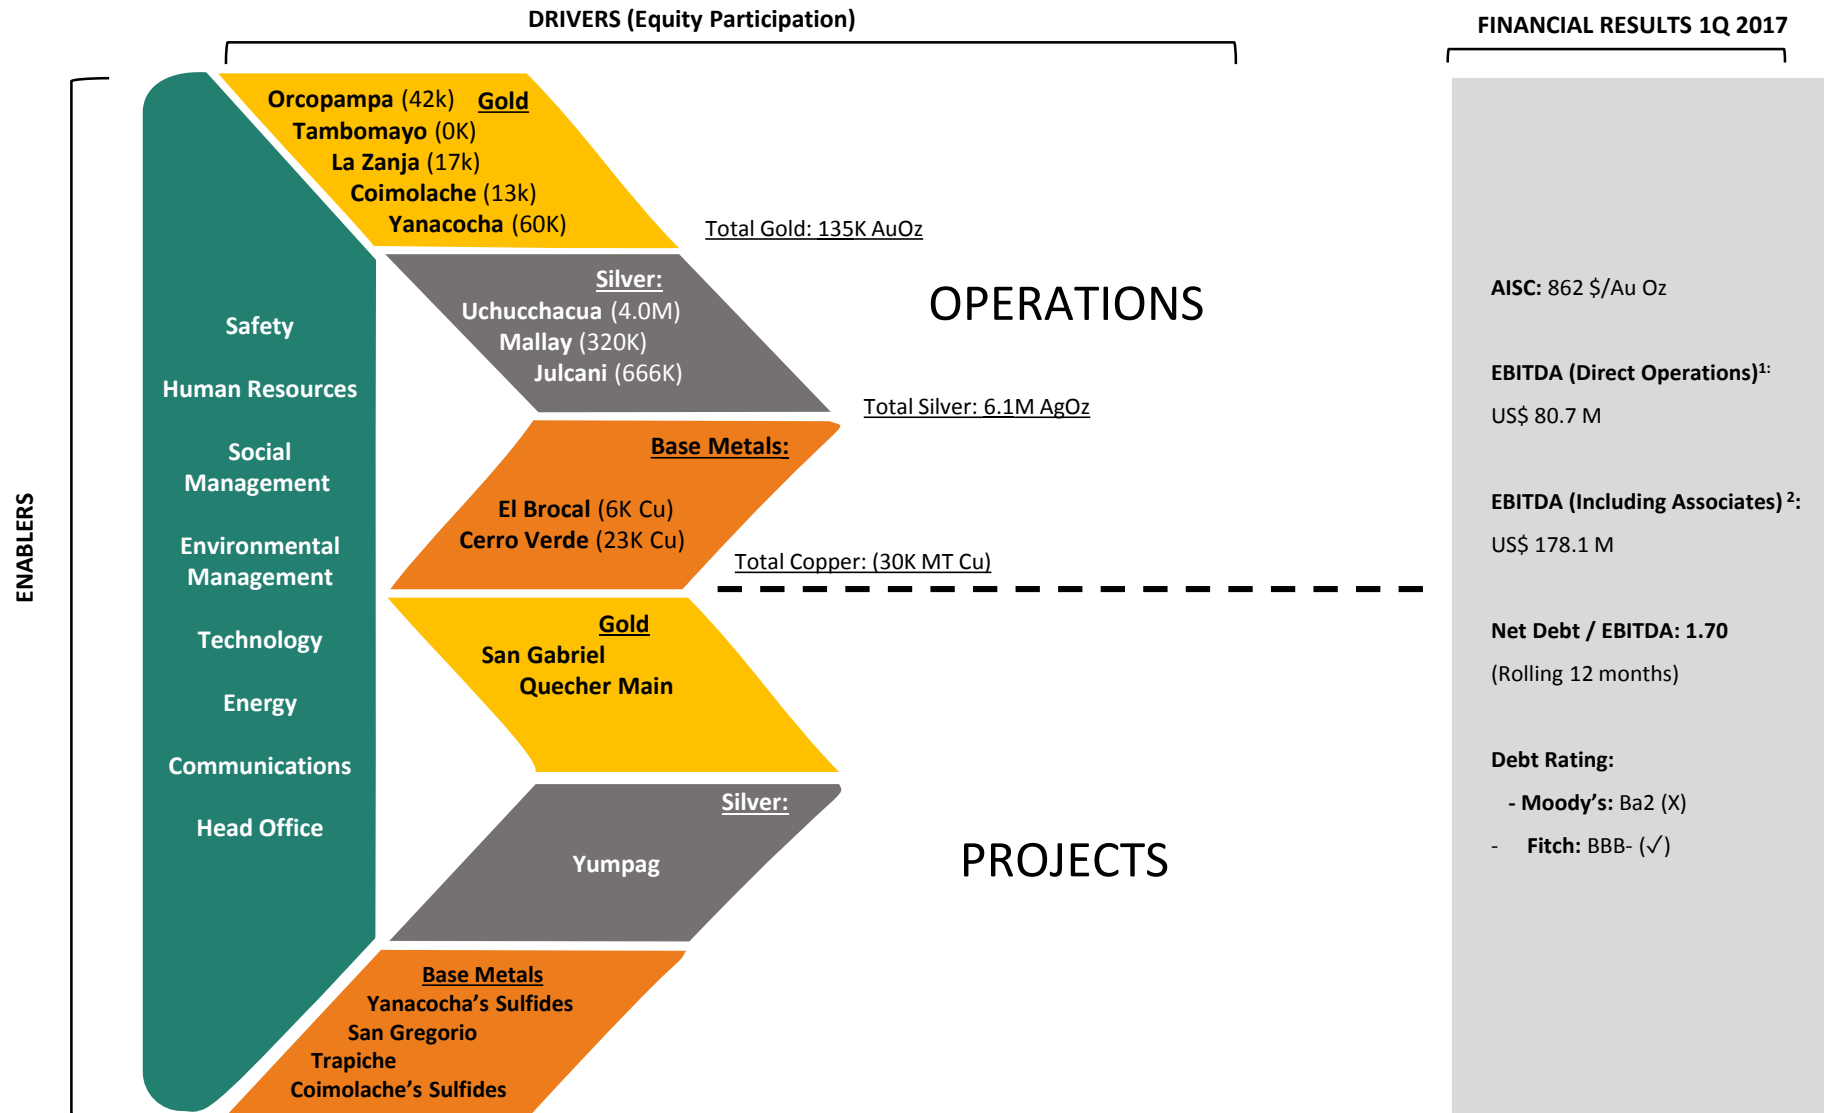 DRIVERS (Equity Participation)
FINANCIAL RESULTS 1Q 2017
ENABLERS
Safety
Human Resources
Social
Management
Environmental
Management
Technology
Energy
Communications
Head Office
Orcopampa (42k) Gold
Tambomayo (0K)
La Zanja (17k)
Coimolache (13k)
Yanacocha (60K)
Total Gold: 135K AuOz
Silver:
Uchucchacua (4.0M)
Mallay (320K)
Julcani (666K)
Total Silver: 6.1M AgOz
OPERATIONS
Base Metals:
El Brocal (6K Cu)
Cerro Verde (23K Cu)
Total Copper: (30K MT Cu)
Gold
San Gabriel
Quecher Main
Silver:
Yumpag
PROJECTS
Base Metals
Yanacocha’s Sulfides
San Gregorio
Trapiche
Coimolache’s Sulfides
AISC: 862 $/Au Oz
EBITDA (Direct Operations)1:
US$ 80.7 M
EBITDA (Including Associates) 2:
US$ 178.1 M
Net Debt / EBITDA: 1.70
(Rolling 12 months)
Debt Rating:
- Moody’s: Ba2 (X)
- Fitch: BBB- (✓)